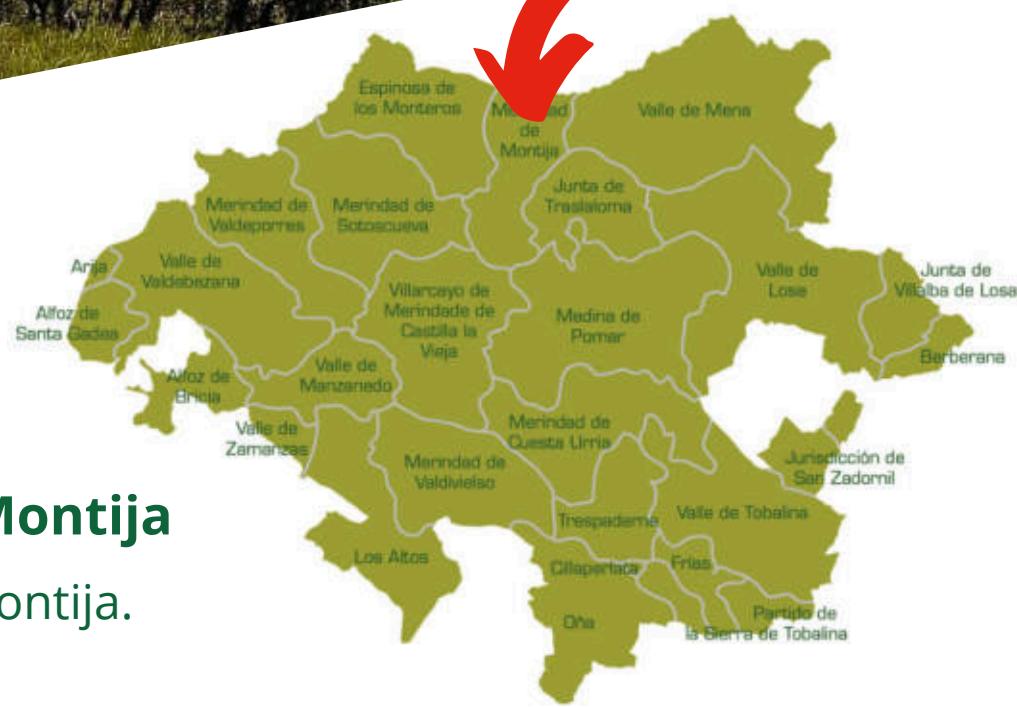 Espinosa de
los Monteros
Valle de Mena
de
Montija
Junta de
Traslaloma
Merindad de
Valdeporres
Merindad de
Sotoscueva
Arija
Valle de
Valdebezana
Alfoz de
Santa Gadea
Villarcayo de
Merindade de
Castilla la
Vieja
Medina de
Pomar
Valle de
Losa
Junta de
Villalba de Losa
Berberana
Alfoz de
Bricia
Valle de
Manzanedo
Valle de
Zamanzas
Merindad de
Cuesta Urria
Merindad de
Valdivielso
Jurisdicción de
San Zadornil
Trespaderne
Valle de Tobalina
Los Altos
Cillaperlata
Frías
Oña
Partido de
la Sierra de Tobalina
Montija
ontija.